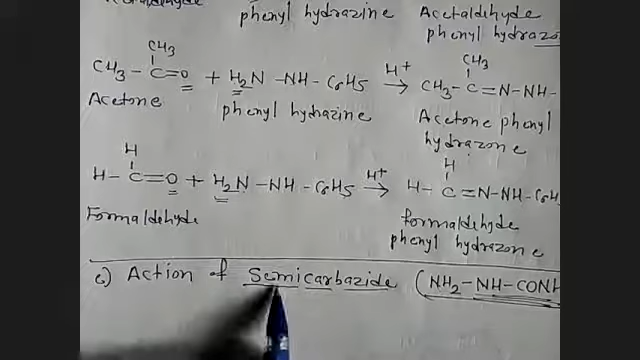 phenyl hydrazine Acetaldehyde
phenyl hydrazo
CH3 CH3
CH3 - C = O + H2N - NH - C6H5 H+ → CH3 - C = N - NH -
Acetone phenyl hydrazine Acetone phenyl
hydrazone
H H
H - C = O + H2N - NH - C6H5 H+ → H - C = N - NH - C6H
Formaldehyde formaldehyde
phenyl hydrazone
c) Action of Semicarbazide (NH2-NH-CONH